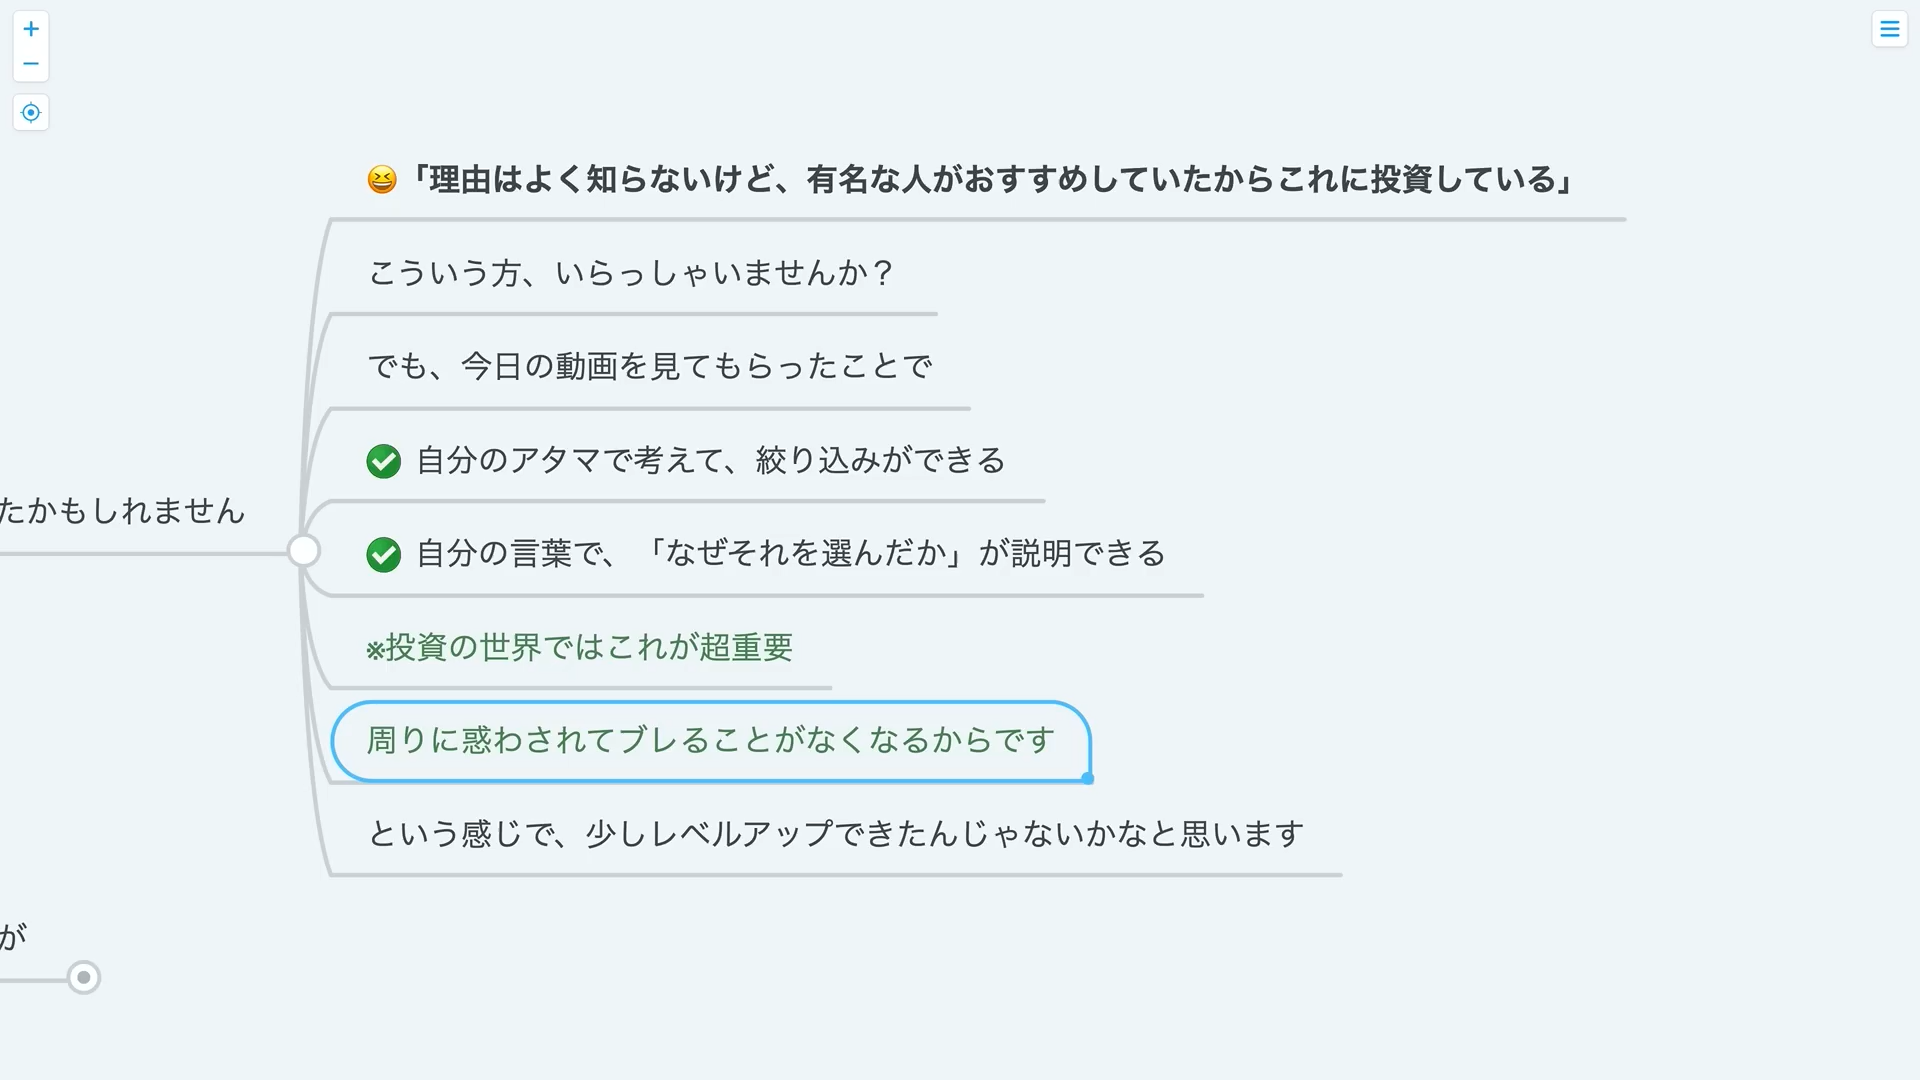 😆「理由はよく知らないけど、有名な人がおすすめしていたからこれに投資している」
こういう方、いらっしゃいませんか？
でも、今日の動画を見てもらったことで
✅ 自分のアタマで考えて、絞り込みができる
たかもしれません
✅ 自分の言葉で、「なぜそれを選んだか」が説明できる
※投資の世界ではこれが超重要
周りに惑わされてブレることがなくなるからです
という感じで、少しレベルアップできたんじゃないかなと思います
が